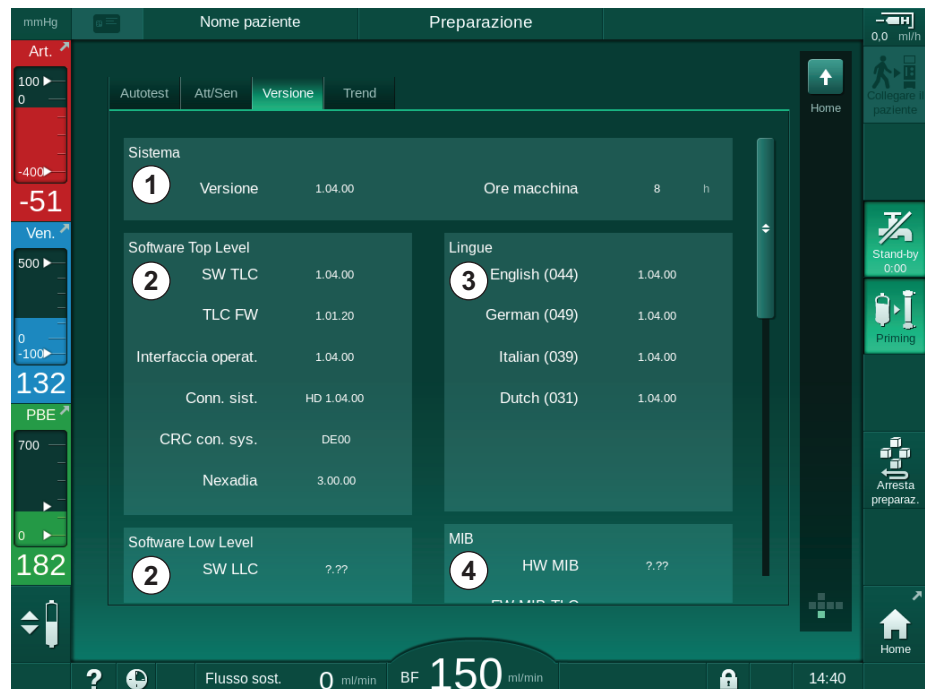 mmHg
Nome paziente
Preparazione
0,0 ml/h
Art.
100
0
-400
-51
Ven.
500
0
-100
132
PBE
700
0
182
Autotest Att/Sen Versione Trend
Home
Collegare il
paziente
Sistema
1
Versione 1.04.00 Ore macchina 8 h
Software Top Level
2
SW TLC 1.04.00
TLC FW 1.01.20
Interfaccia operat. 1.04.00
Conn. sist. HD 1.04.00
CRC con. sys. DE00
Nexadia 3.00.00
Lingue
3
English (044) 1.04.00
German (049) 1.04.00
Italian (039) 1.04.00
Dutch (031) 1.04.00
Software Low Level
2
SW LLC ?.??
MIB
4
HW MIB ?.??
FW MIB TLC
Stand-by
0:00
Priming
Arresta
preparaz.
Home
?
Flusso sost. 0 ml/min
BF 150 ml/min
14:40